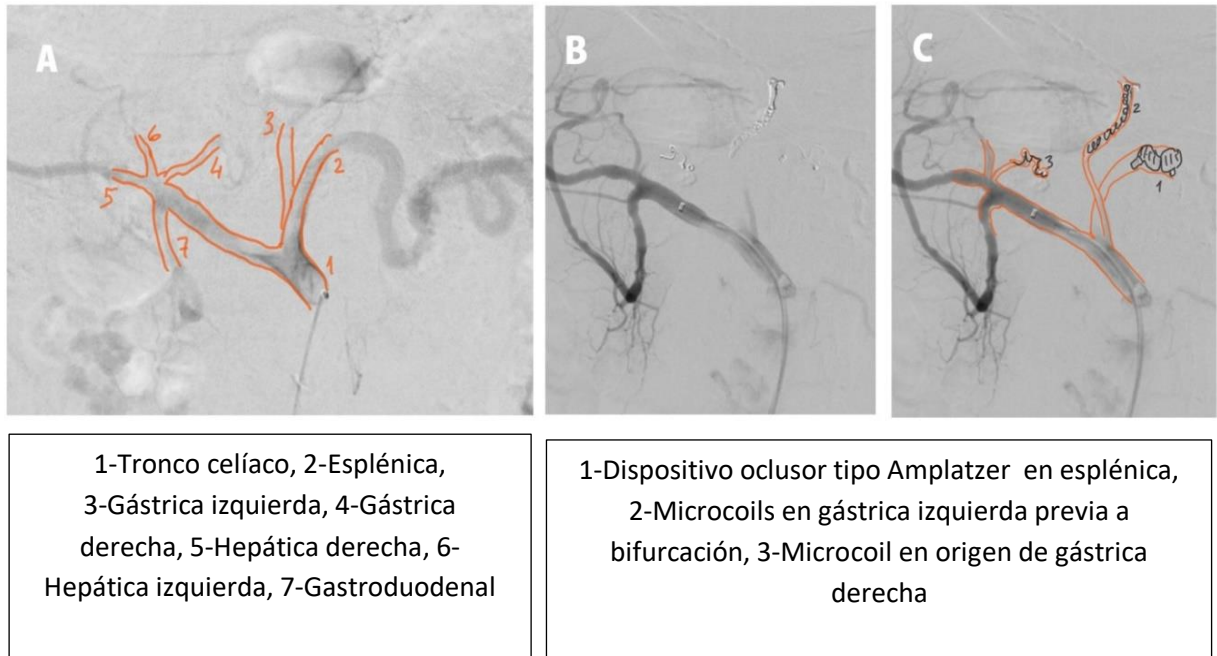 A
B
C
6
3
4
2
5
7
1
2
3
1
1-Tronco celíaco, 2-Esplénica,
3-Gástrica izquierda, 4-Gástrica
derecha, 5-Hepática derecha, 6-
Hepática izquierda, 7-Gastroduodenal
1-Dispositivo oclusor tipo Amplatzer en esplénica,
2-Microcoils en gástrica izquierda previa a
bifurcación, 3-Microcoil en origen de gástrica
derecha